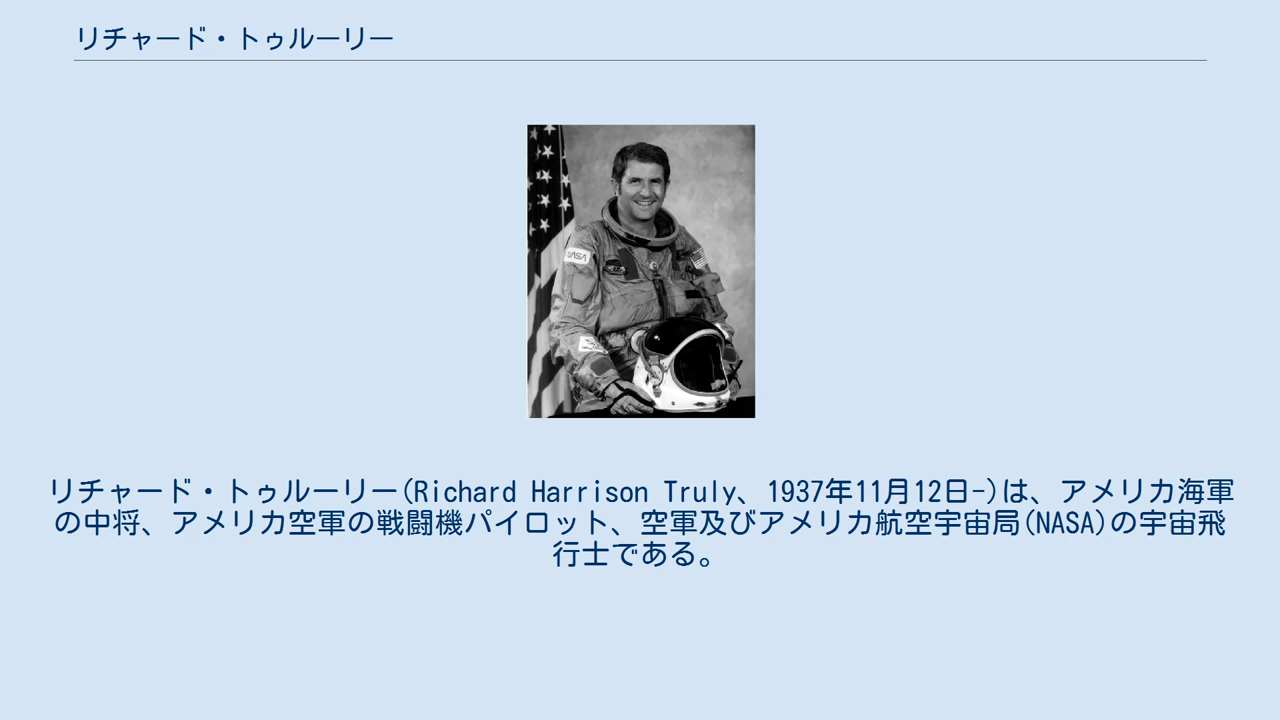 リチャード・トゥルーリー
NASA
リチャード・トゥルーリー(Richard Harrison Truly、1937年11月12日-)は、アメリカ海軍
の中将、アメリカ空軍の戦闘機パイロット、空軍及びアメリカ航空宇宙局(NASA)の宇宙飛
行士である。